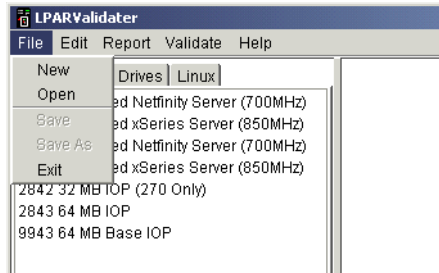 LPARValidater
File Edit Report Validate Help
New
Open
Save
Save As
Exit
Drives Linux
ed Netfinity Server (700MHz)
ed xSeries Server (850MHz)
ed Netfinity Server (700MHz)
ed xSeries Server (850MHz)
2842 32 MB IOP (270 Only)
2843 64 MB IOP
9943 64 MB Base IOP